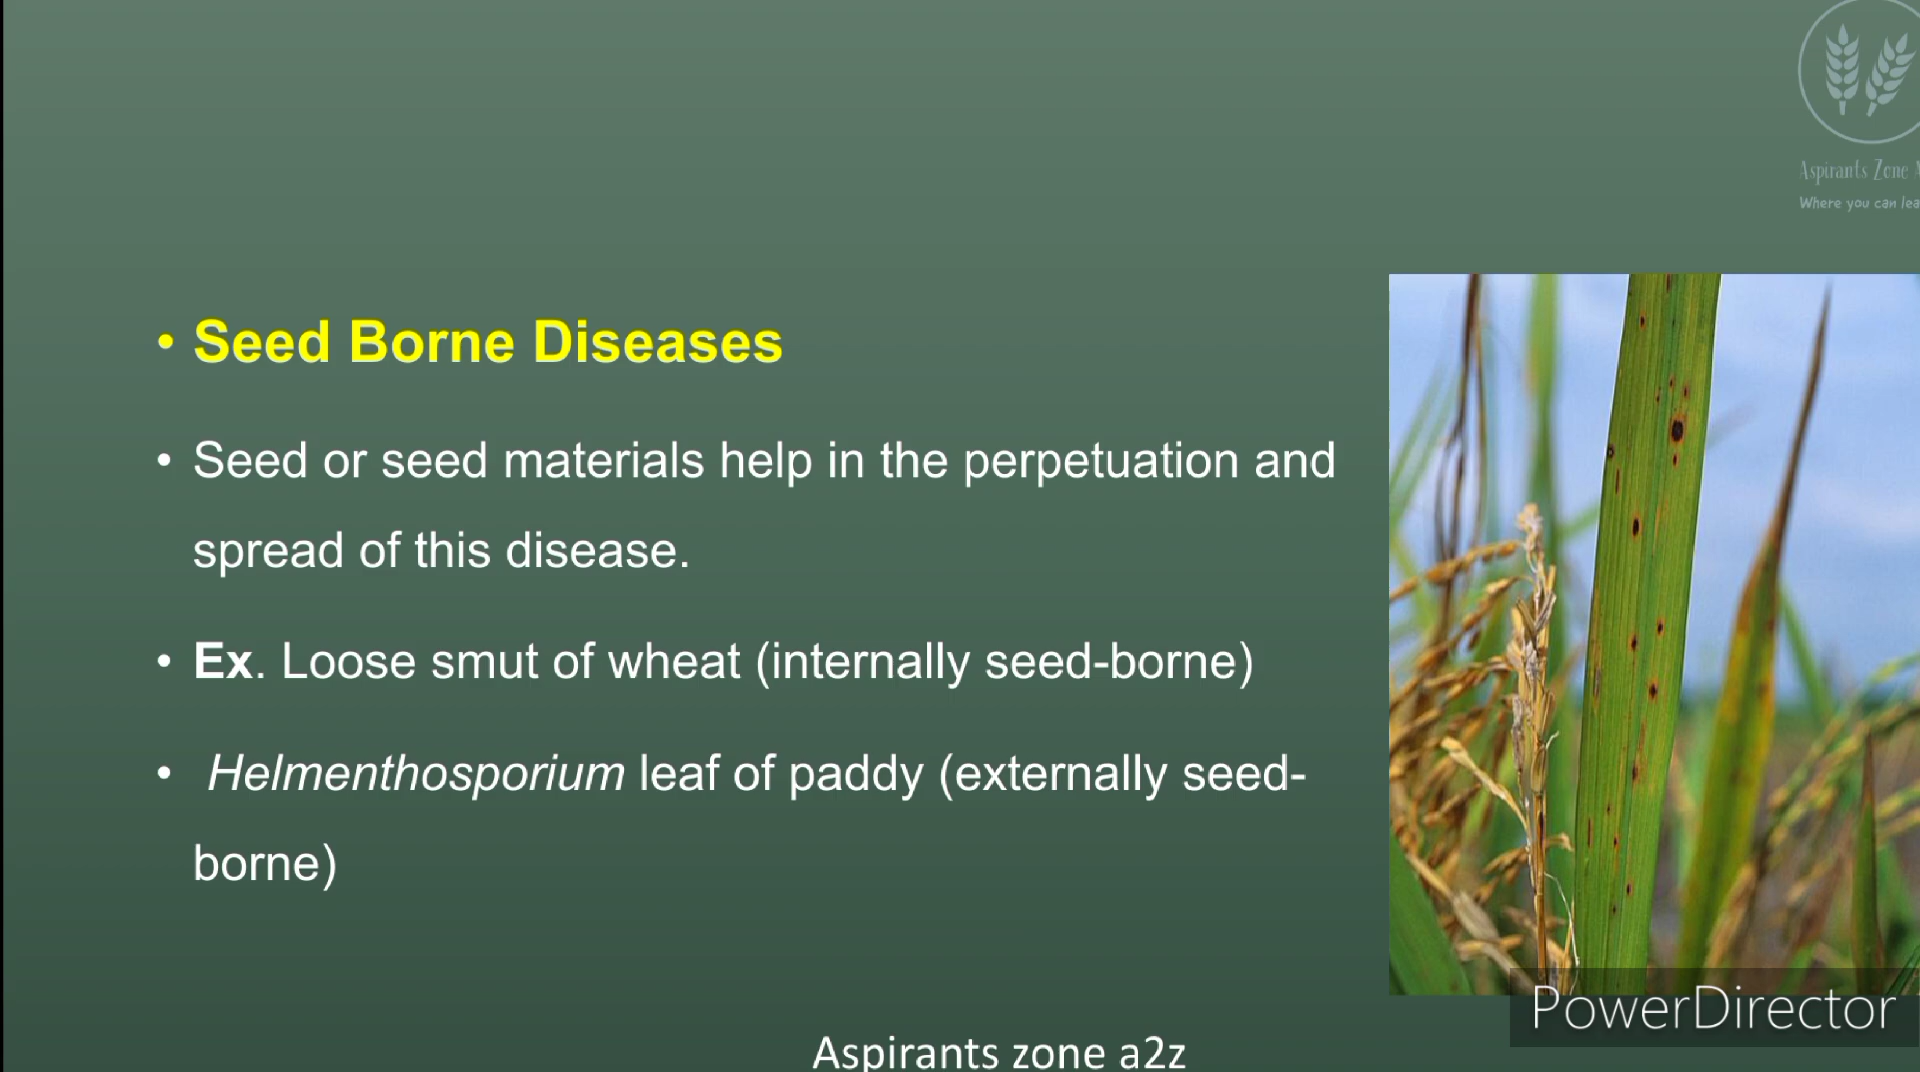 Aspirants Zone
Where you can
• Seed Borne Diseases
• Seed or seed materials help in the perpetuation and
spread of this disease.
• Ex. Loose smut of wheat (internally seed-borne)
• Helmenthosporium leaf of paddy (externally seed-
borne)
PowerDirector
Aspirants zone a2z